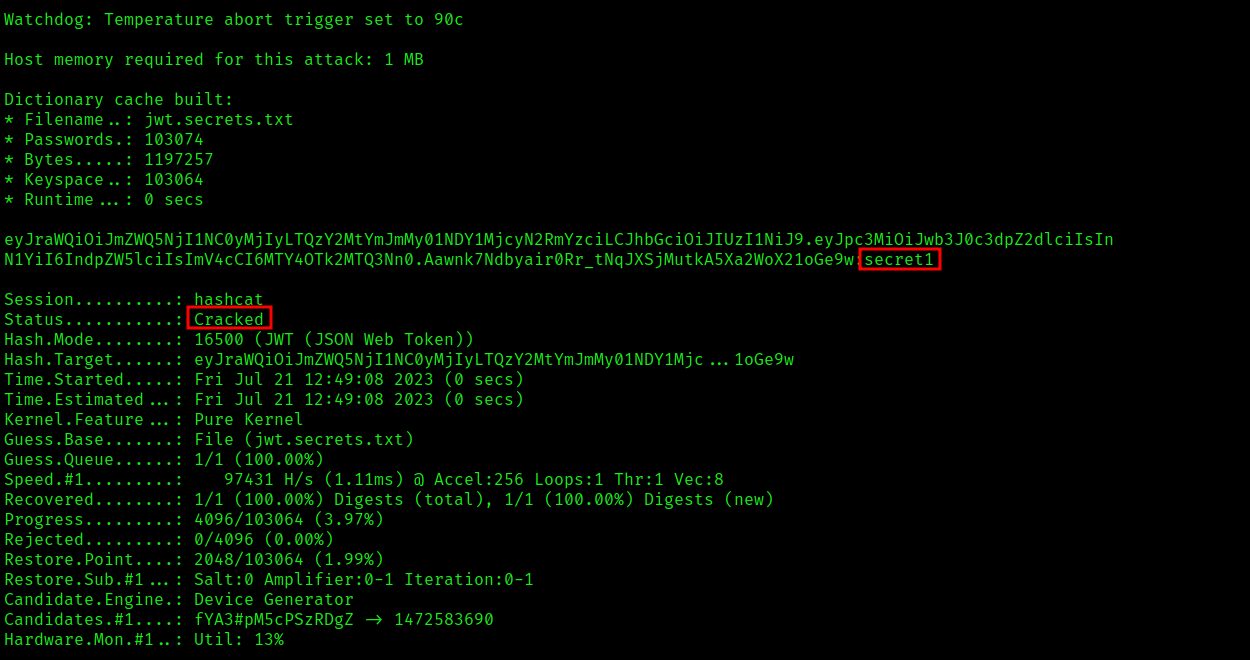 Watchdog: Temperature abort trigger set to 90c
Host memory required for this attack: 1 MB
Dictionary cache built:
* Filename..: jwt.secrets.txt
* Passwords.: 103074
* Bytes.....: 1197257
* Keyspace..: 103064
* Runtime...: 0 secs
eyJraWQiOiJmZWQ5NjI1NC0yMjIyLTQzY2MtYmJmMy01NDY1MjcyN2RmYzciLCJhbGciOiJIUzI1NiJ9.eyJpc3MiOiJwb3J0c3dpZ2dlciIsIn
N1YiI6IndpZW5lciIsImV4cCI6MTY4OTk2MTQ3Nn0.Aawnk7Ndbyair0Rr_tNqJXSjMutkA5Xa2WoX21oGe9w:secret1
Session..........: hashcat
Status...........: Cracked
Hash.Mode........: 16500 (JWT (JSON Web Token))
Hash.Target......: eyJraWQiOiJmZWQ5NjI1NC0yMjIyLTQzY2MtYmJmMy01NDY1Mjc...1oGe9w
Time.Started.....: Fri Jul 21 12:49:08 2023 (0 secs)
Time.Estimated...: Fri Jul 21 12:49:08 2023 (0 secs)
Kernel.Feature...: Pure Kernel
Guess.Base.......: File (jwt.secrets.txt)
Guess.Queue......: 1/1 (100.00%)
Speed.#1.........:    97431 H/s (1.11ms) @ Accel:256 Loops:1 Thr:1 Vec:8
Recovered........: 1/1 (100.00%) Digests (total), 1/1 (100.00%) Digests (new)
Progress.........: 4096/103064 (3.97%)
Rejected.........: 0/4096 (0.00%)
Restore.Point....: 2048/103064 (1.99%)
Restore.Sub.#1...: Salt:0 Amplifier:0-1 Iteration:0-1
Candidate.Engine.: Device Generator
Candidates.#1....: fYA3#pM5cPSzRDgZ -> 1472583690
Hardware.Mon.#1..: Util: 13%